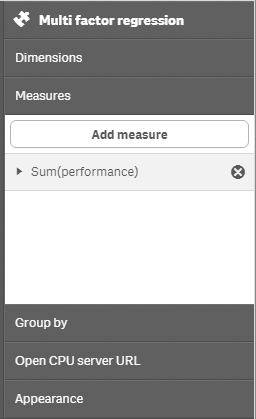 Multi factor regression
Dimensions
Measures
Add measure
Sum(performance)
Group by
Open CPU server URL
Appearance